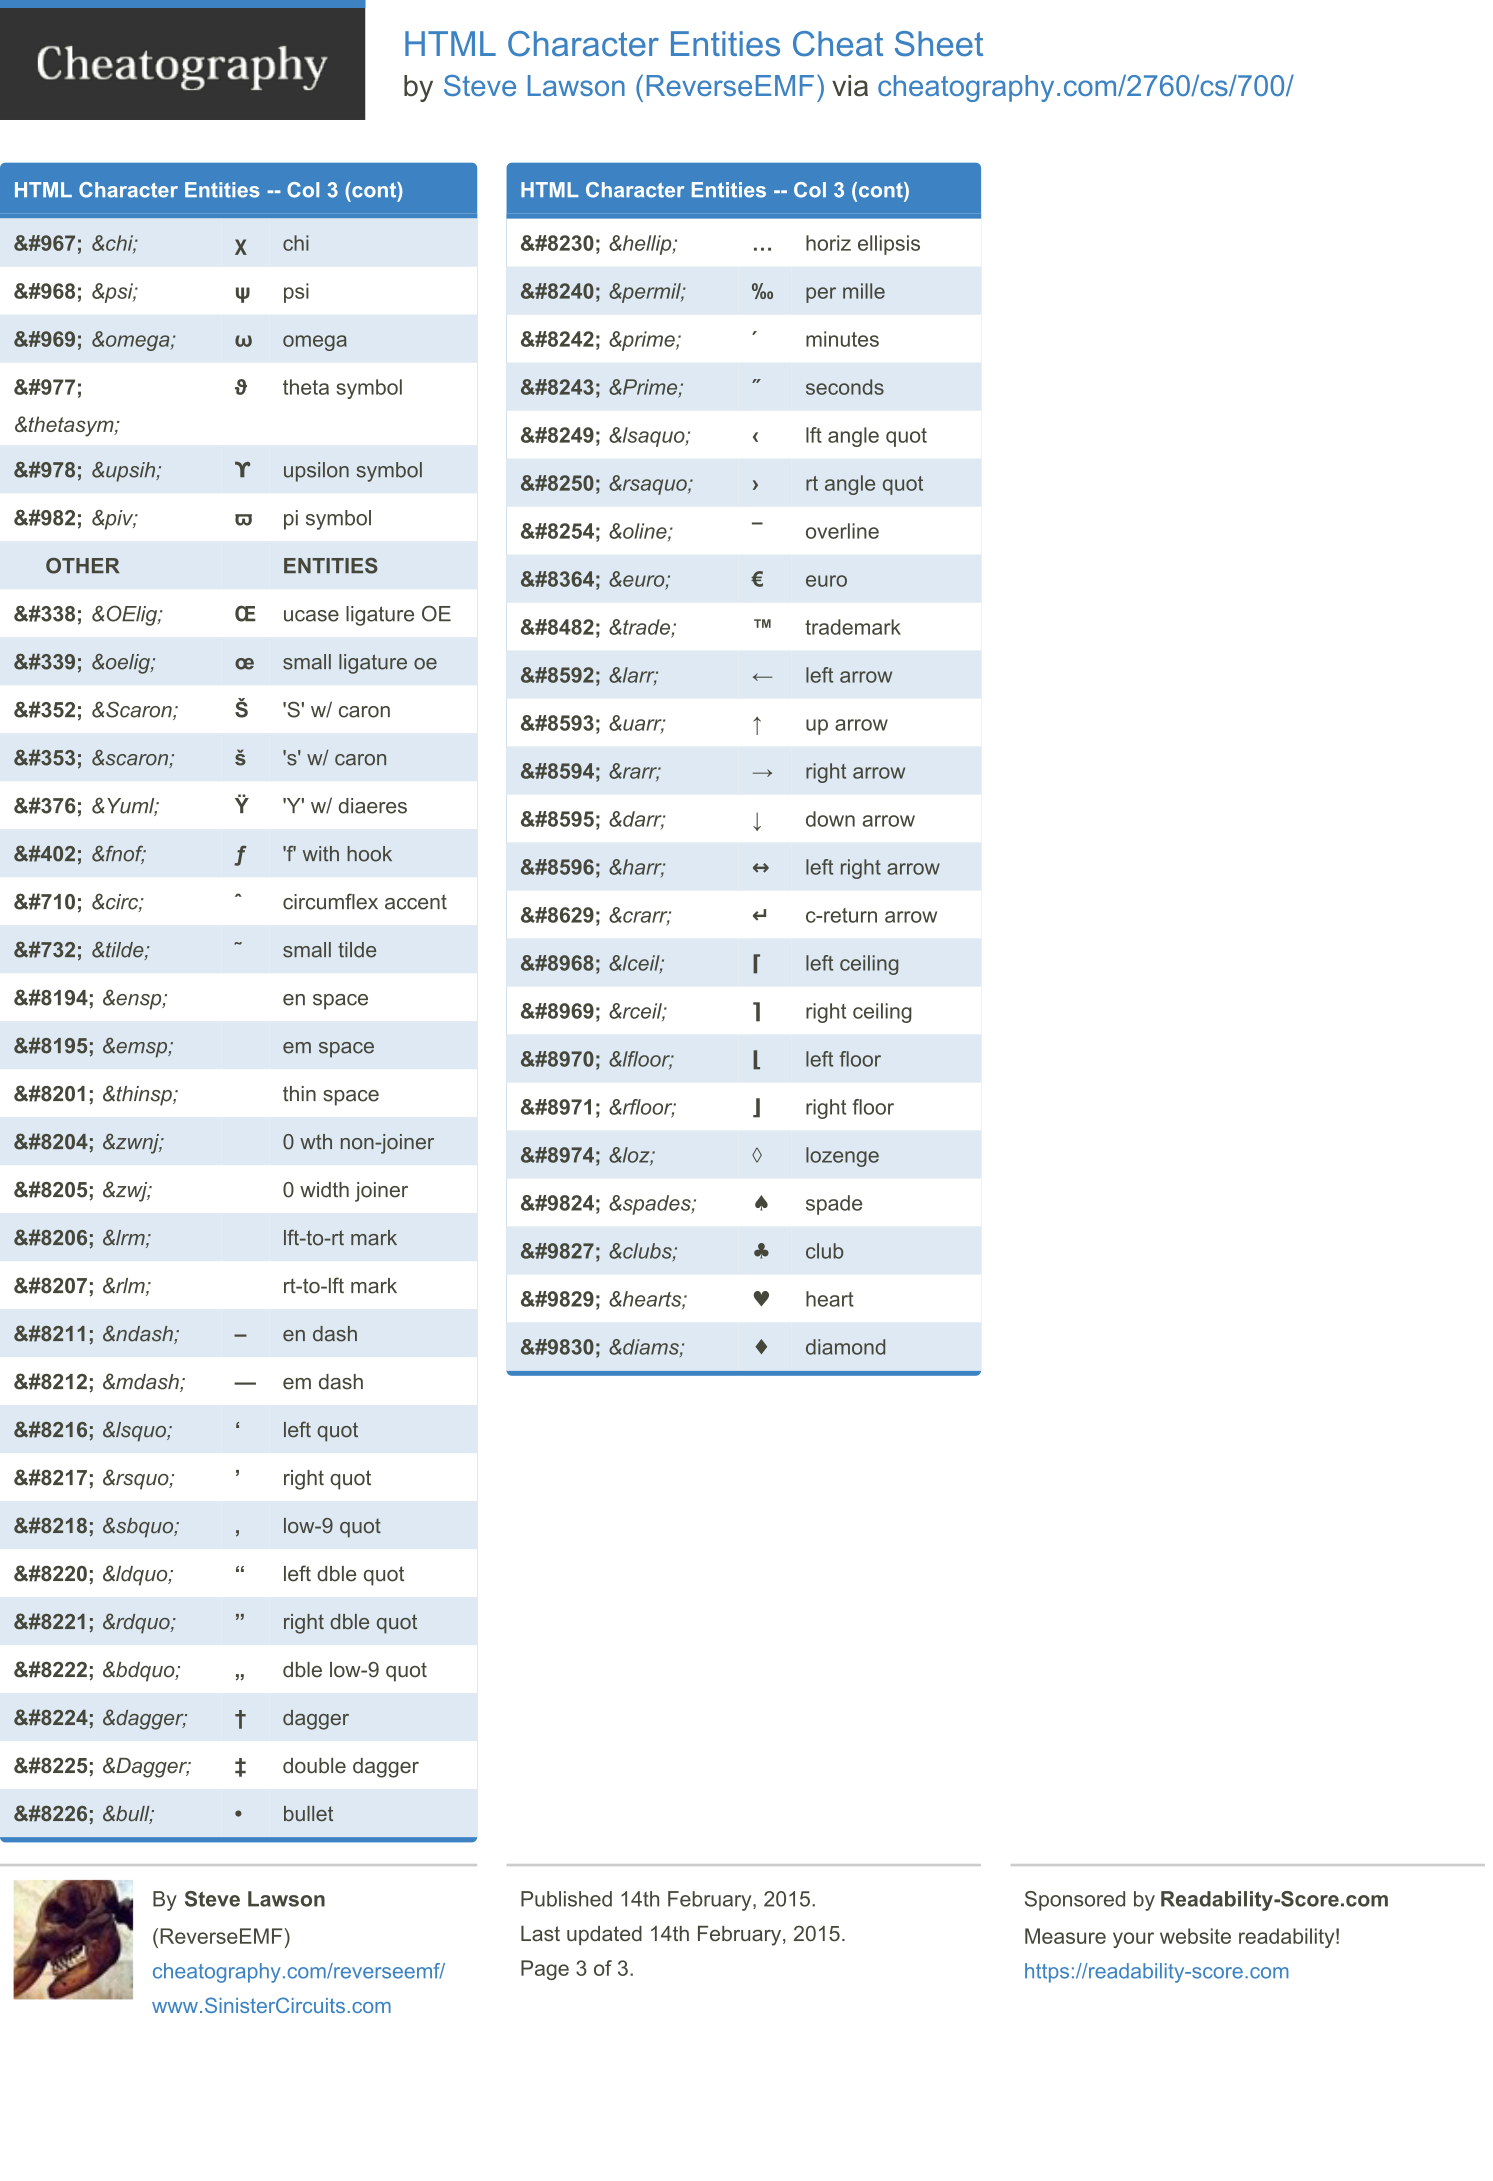 Cheatography
HTML Character Entities Cheat Sheet
by Steve Lawson (ReverseEMF) via cheatography.com/2760/cs/700/
HTML Character Entities -- Col 3 (cont)
&#967; &chi; χ chi
&#968; &psi; ψ psi
&#969; &omega; ω omega
&#977; ϑ theta symbol
&thetasym;
&#978; &upsih; ϒ upsilon symbol
&#982; &piv; ϖ pi symbol
OTHER ENTITIES
&#338; &OElig; Œ ucase ligature OE
&#339; &oelig; œ small ligature oe
&#352; &Scaron; Š 'S' w/ caron
&#353; &scaron; š 's' w/ caron
&#376; &Yuml; Ÿ 'Y' w/ diaeres
&#402; &fnof; ƒ 'f' with hook
&#710; &circ; ˆ circumflex accent
&#732; &tilde; ˜ small tilde
&#8194; &ensp; en space
&#8195; &emsp; em space
&#8201; &thinsp; thin space
&#8204; &zwnj; 0 wth non-joiner
&#8205; &zwj; 0 width joiner
&#8206; &lrm; lft-to-rt mark
&#8207; &rlm; rt-to-lft mark
&#8211; &ndash; – en dash
&#8212; &mdash; — em dash
&#8216; &lsquo; ‘ left quot
&#8217; &rsquo; ’ right quot
&#8218; &sbquo; ‚ low-9 quot
&#8220; &ldquo; “ left dble quot
&#8221; &rdquo; ” right dble quot
&#8222; &bdquo; „ dble low-9 quot
&#8224; &dagger; † dagger
&#8225; &Dagger; ‡ double dagger
&#8226; &bull; • bullet
HTML Character Entities -- Col 3 (cont)
&#8230; &hellip; … horiz ellipsis
&#8240; &permil; ‰ per mille
&#8242; &prime; ′ minutes
&#8243; &Prime; ″ seconds
&#8249; &lsaquo; ‹ lft angle quot
&#8250; &rsaquo; › rt angle quot
&#8254; &oline; ‾ overline
&#8364; &euro; € euro
&#8482; &trade; ™ trademark
&#8592; &larr; ← left arrow
&#8593; &uarr; ↑ up arrow
&#8594; &rarr; → right arrow
&#8595; &darr; ↓ down arrow
&#8596; &harr; ↔ left right arrow
&#8629; &crarr; ↵ c-return arrow
&#8968; &lceil; ⌈ left ceiling
&#8969; &rceil; ⌉ right ceiling
&#8970; &lfloor; ⌊ left floor
&#8971; &rfloor; ⌋ right floor
&#8974; &loz; ◊ lozenge
&#9824; &spades; ♠ spade
&#9827; &clubs; ♣ club
&#9829; &hearts; ♥ heart
&#9830; &diams; ♦ diamond
By Steve Lawson
(ReverseEMF)
cheatography.com/reverseemf/
www.SinisterCircuits.com
Published 14th February, 2015.
Last updated 14th February, 2015.
Page 3 of 3.
Sponsored by Readability-Score.com
Measure your website readability!
https://readability-score.com